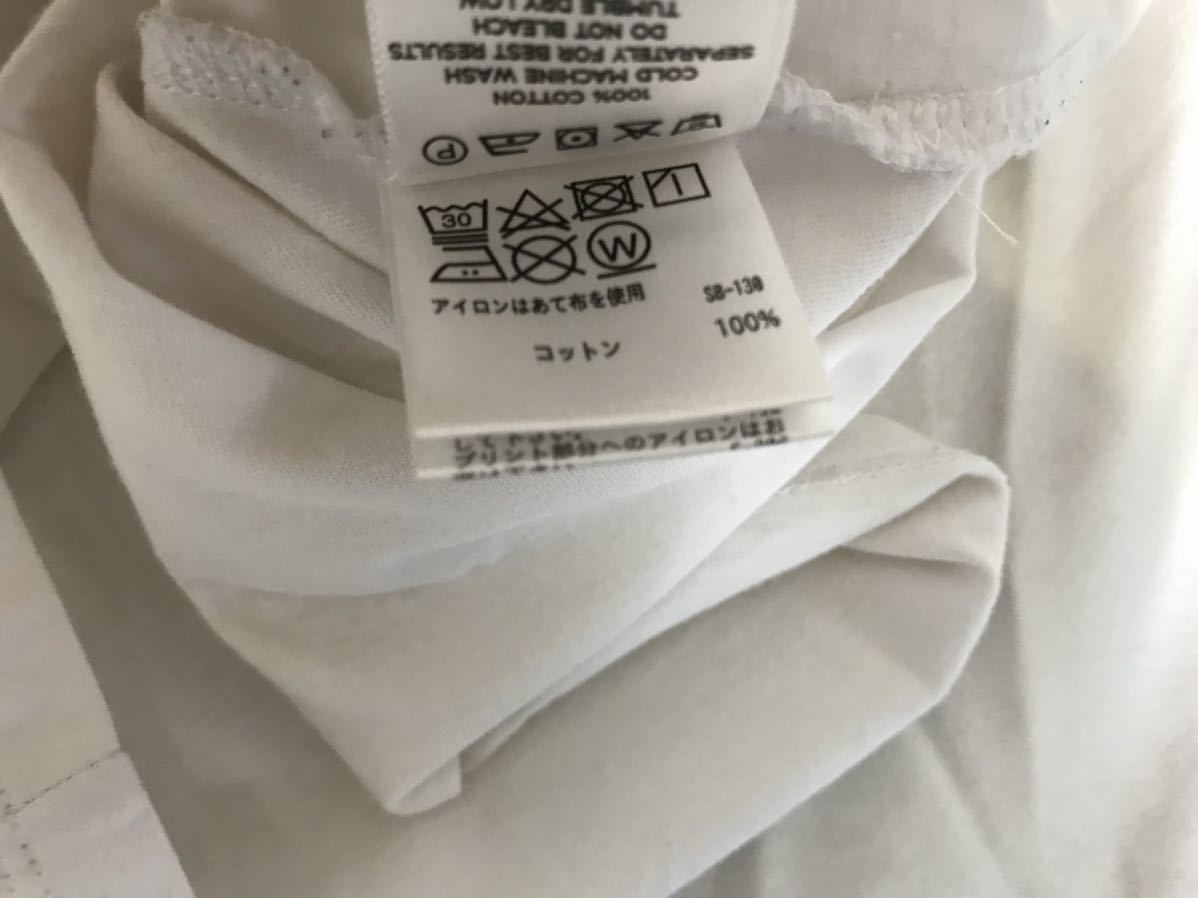 100% COTTON
COLD MACHINE WASH
SEPARATELY FOR BEST RESULTS
DO NOT BLEACH
TUMBLE DRY LOW
P
30
W
アイロンはあて布を使用
SB-130
コットン 100%
プリント部分へのアイロンはお